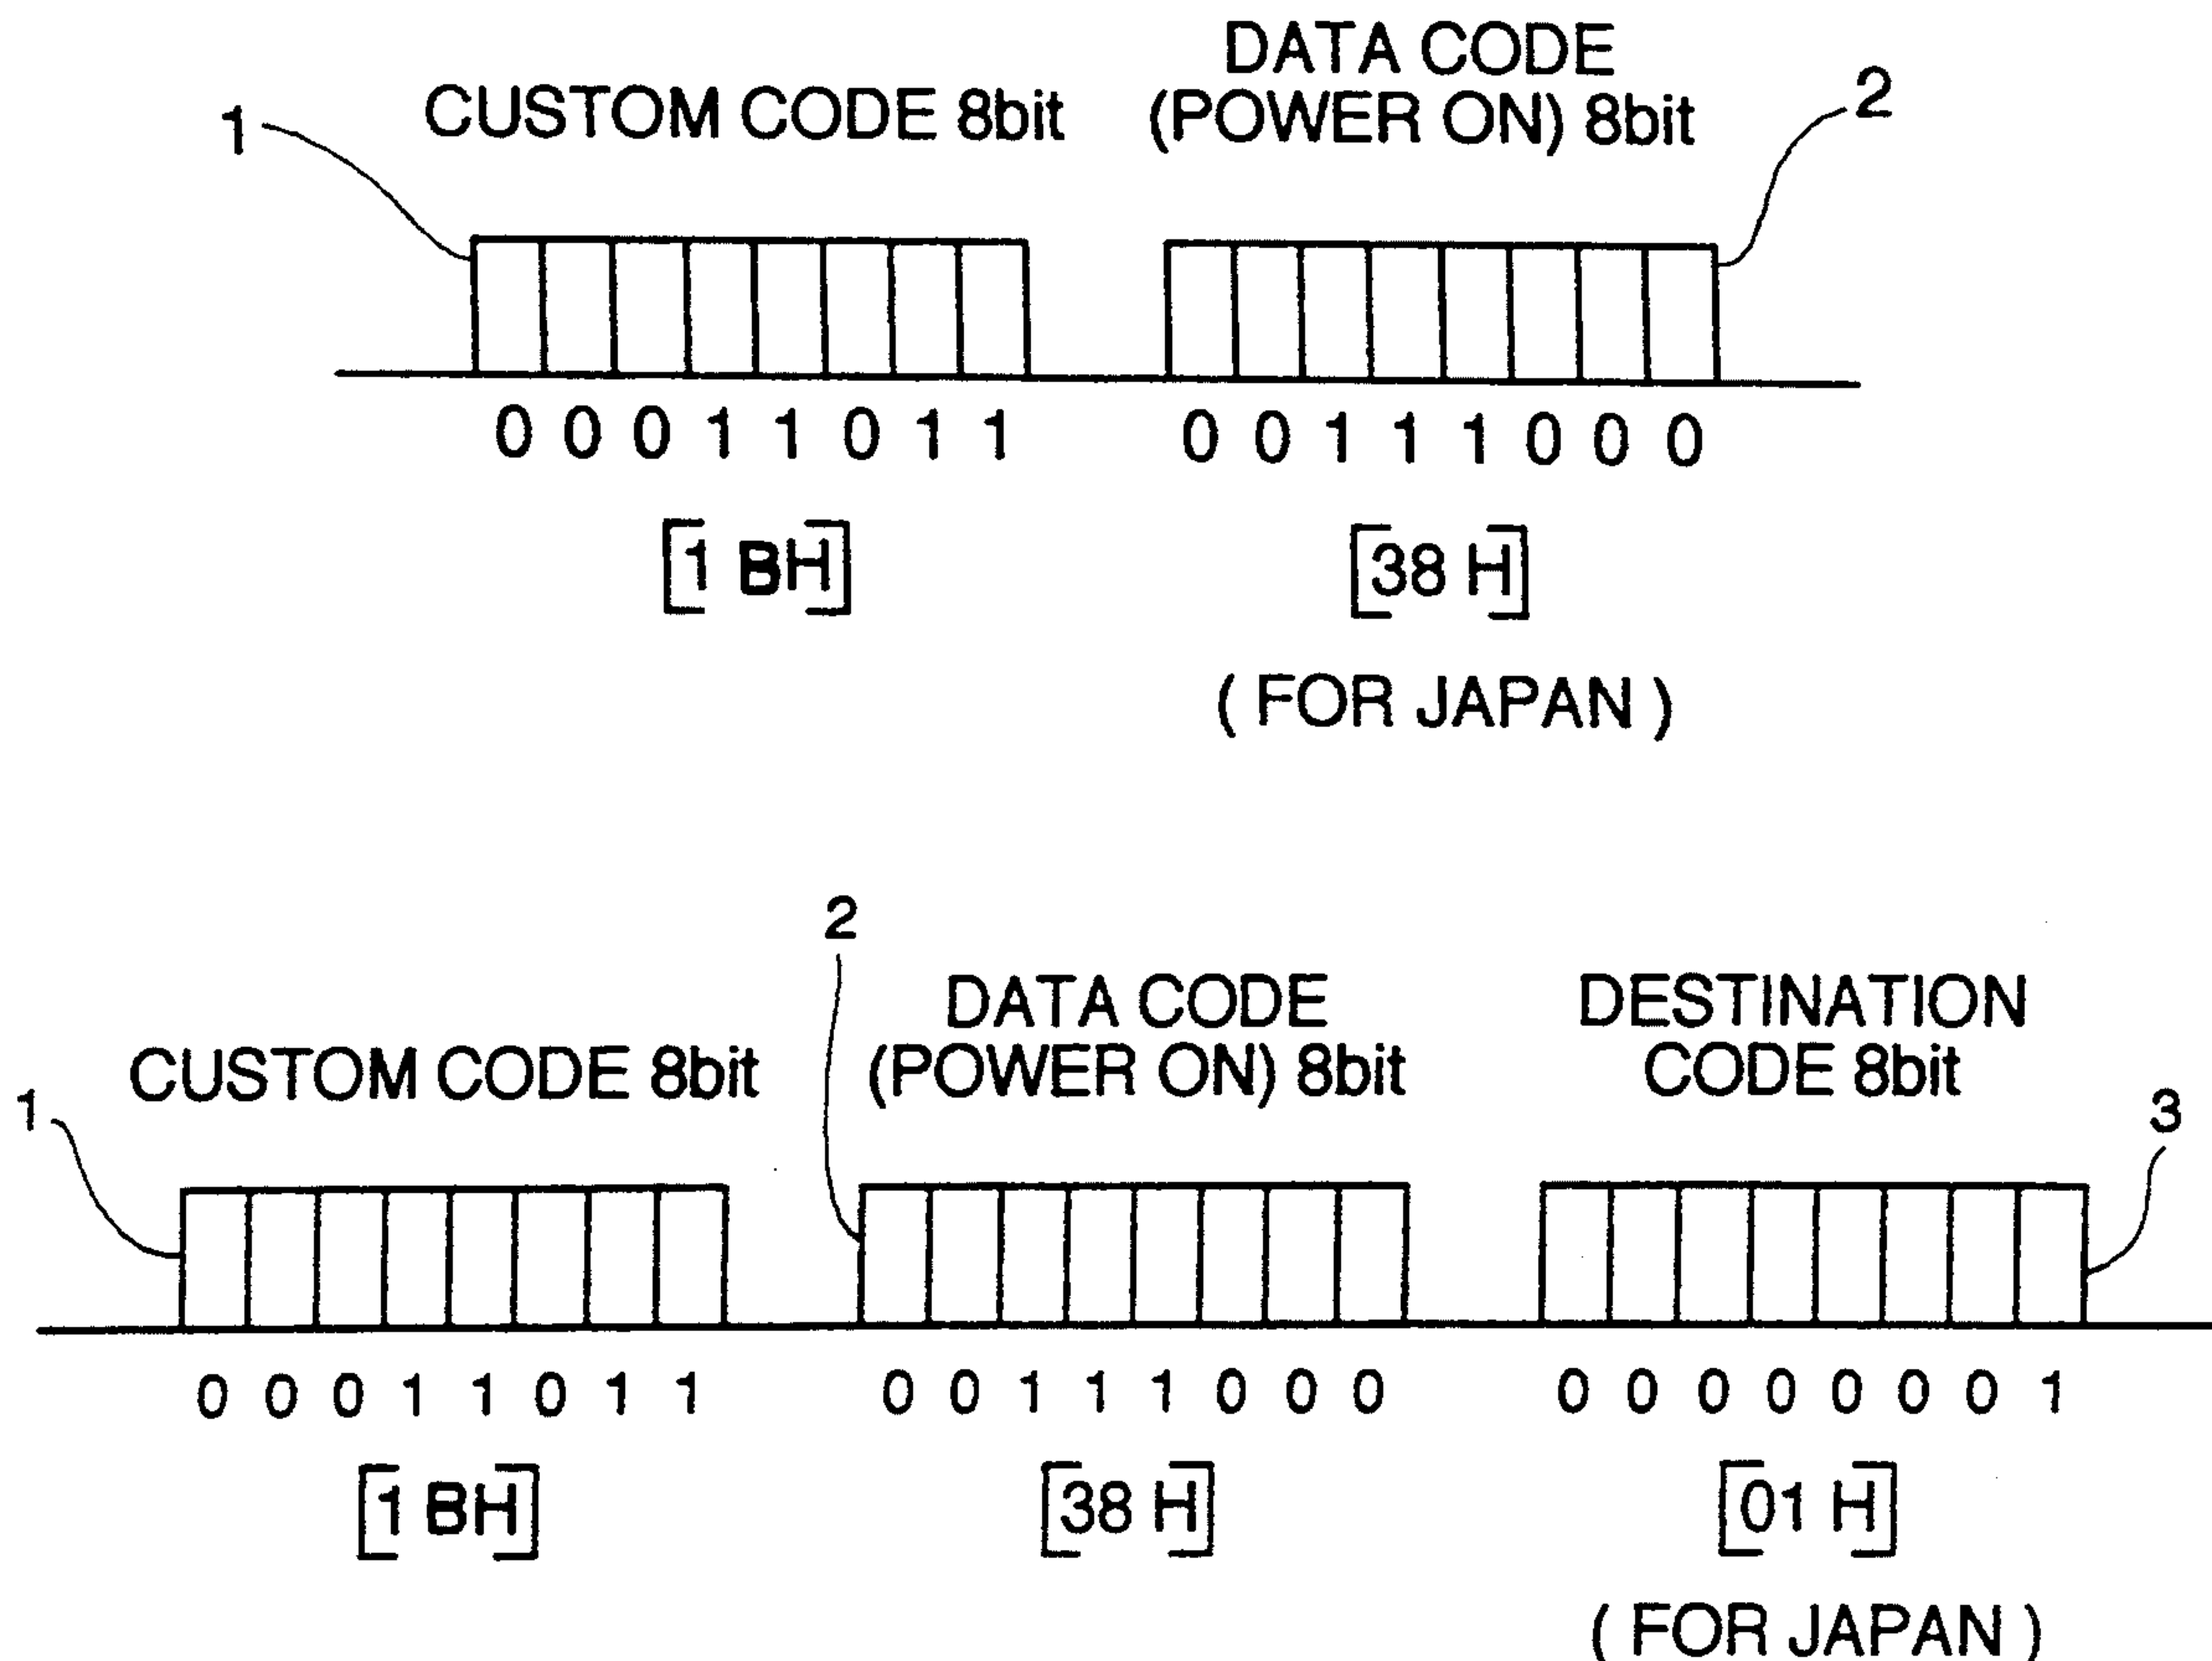 DATA CODE
1 CUSTOM CODE 8bit (POWER ON) 8bit 2
0 0 0 1 1 0 1 1 0 0 1 1 1 0 0 0
[1 BH] [38 H]
( FOR JAPAN )
2
DATA CODE DESTINATION
CUSTOM CODE 8bit (POWER ON) 8bit CODE 8bit
1 3
0 0 0 1 1 0 1 1 0 0 1 1 1 0 0 0 0 0 0 0 0 0 0 1
[1 BH] [38 H] [01 H]
( FOR JAPAN )